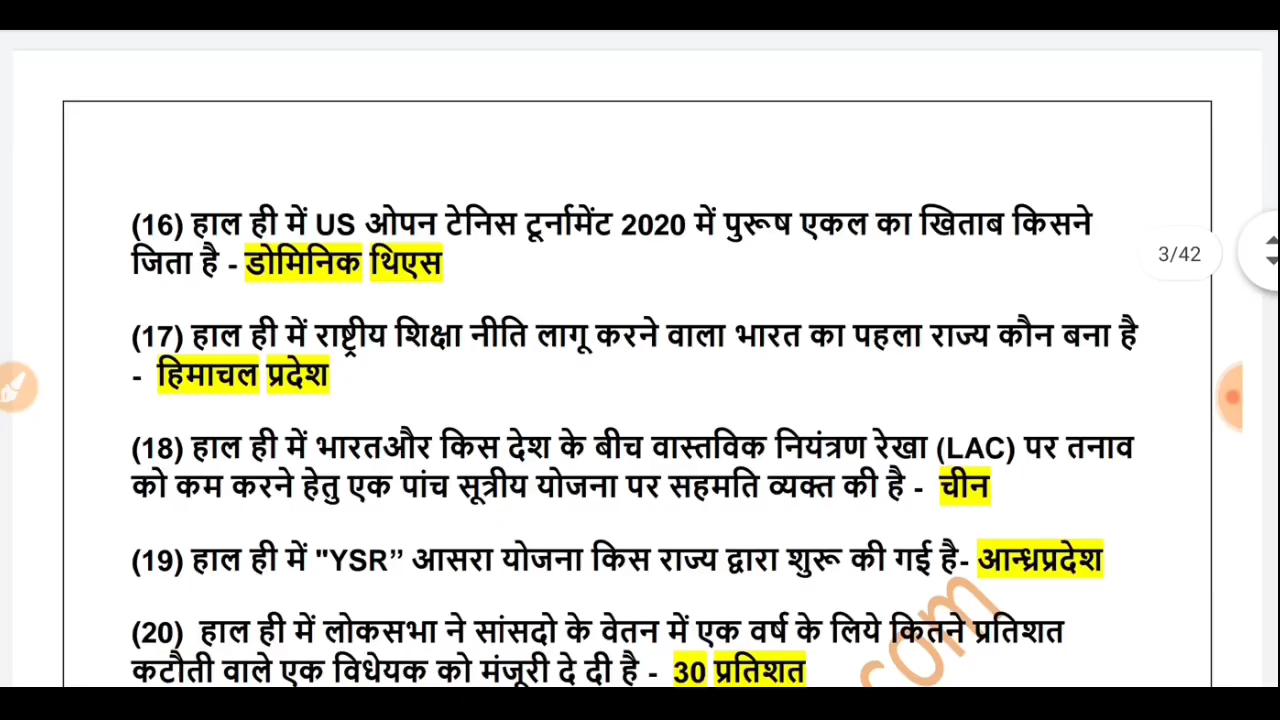 (16) हाल ही में US ओपन टेनिस टूर्नामेंट 2020 में पुरूष एकल का खिताब किसने
जिता है - डोमिनिक थिएस
3/42
(17) हाल ही में राष्ट्रीय शिक्षा नीति लागू करने वाला भारत का पहला राज्य कौन बना है
- हिमाचल प्रदेश
(18) हाल ही में भारतऔर किस देश के बीच वास्तविक नियंत्रण रेखा (LAC) पर तनाव
को कम करने हेतु एक पांच सूत्रीय योजना पर सहमति व्यक्त की है - चीन
(19) हाल ही में "YSR” आसरा योजना किस राज्य द्वारा शुरू की गई है- आन्ध्रप्रदेश
(20) हाल ही में लोकसभा ने सांसदो के वेतन में एक वर्ष के लिये कितने प्रतिशत
कटौती वाले एक विधेयक को मंजूरी दे दी है - 30 प्रतिशत
.com